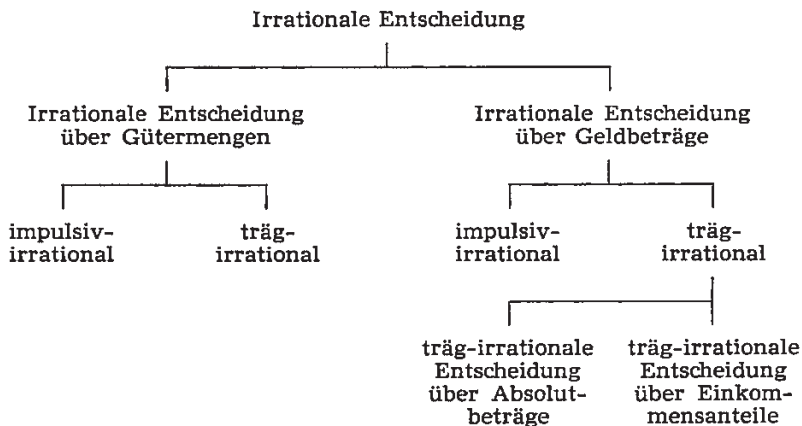 Irrationale Entscheidung
Irrationale Entscheidung
über Gütermengen
Irrationale Entscheidung
über Geldbeträge
impulsiv-
irrational
träg-
irrational
impulsiv-
irrational
träg-
irrational
träg-irrationale
Entscheidung
über Absolut-
beträge
träg-irrationale
Entscheidung
über Einkom-
mensanteile